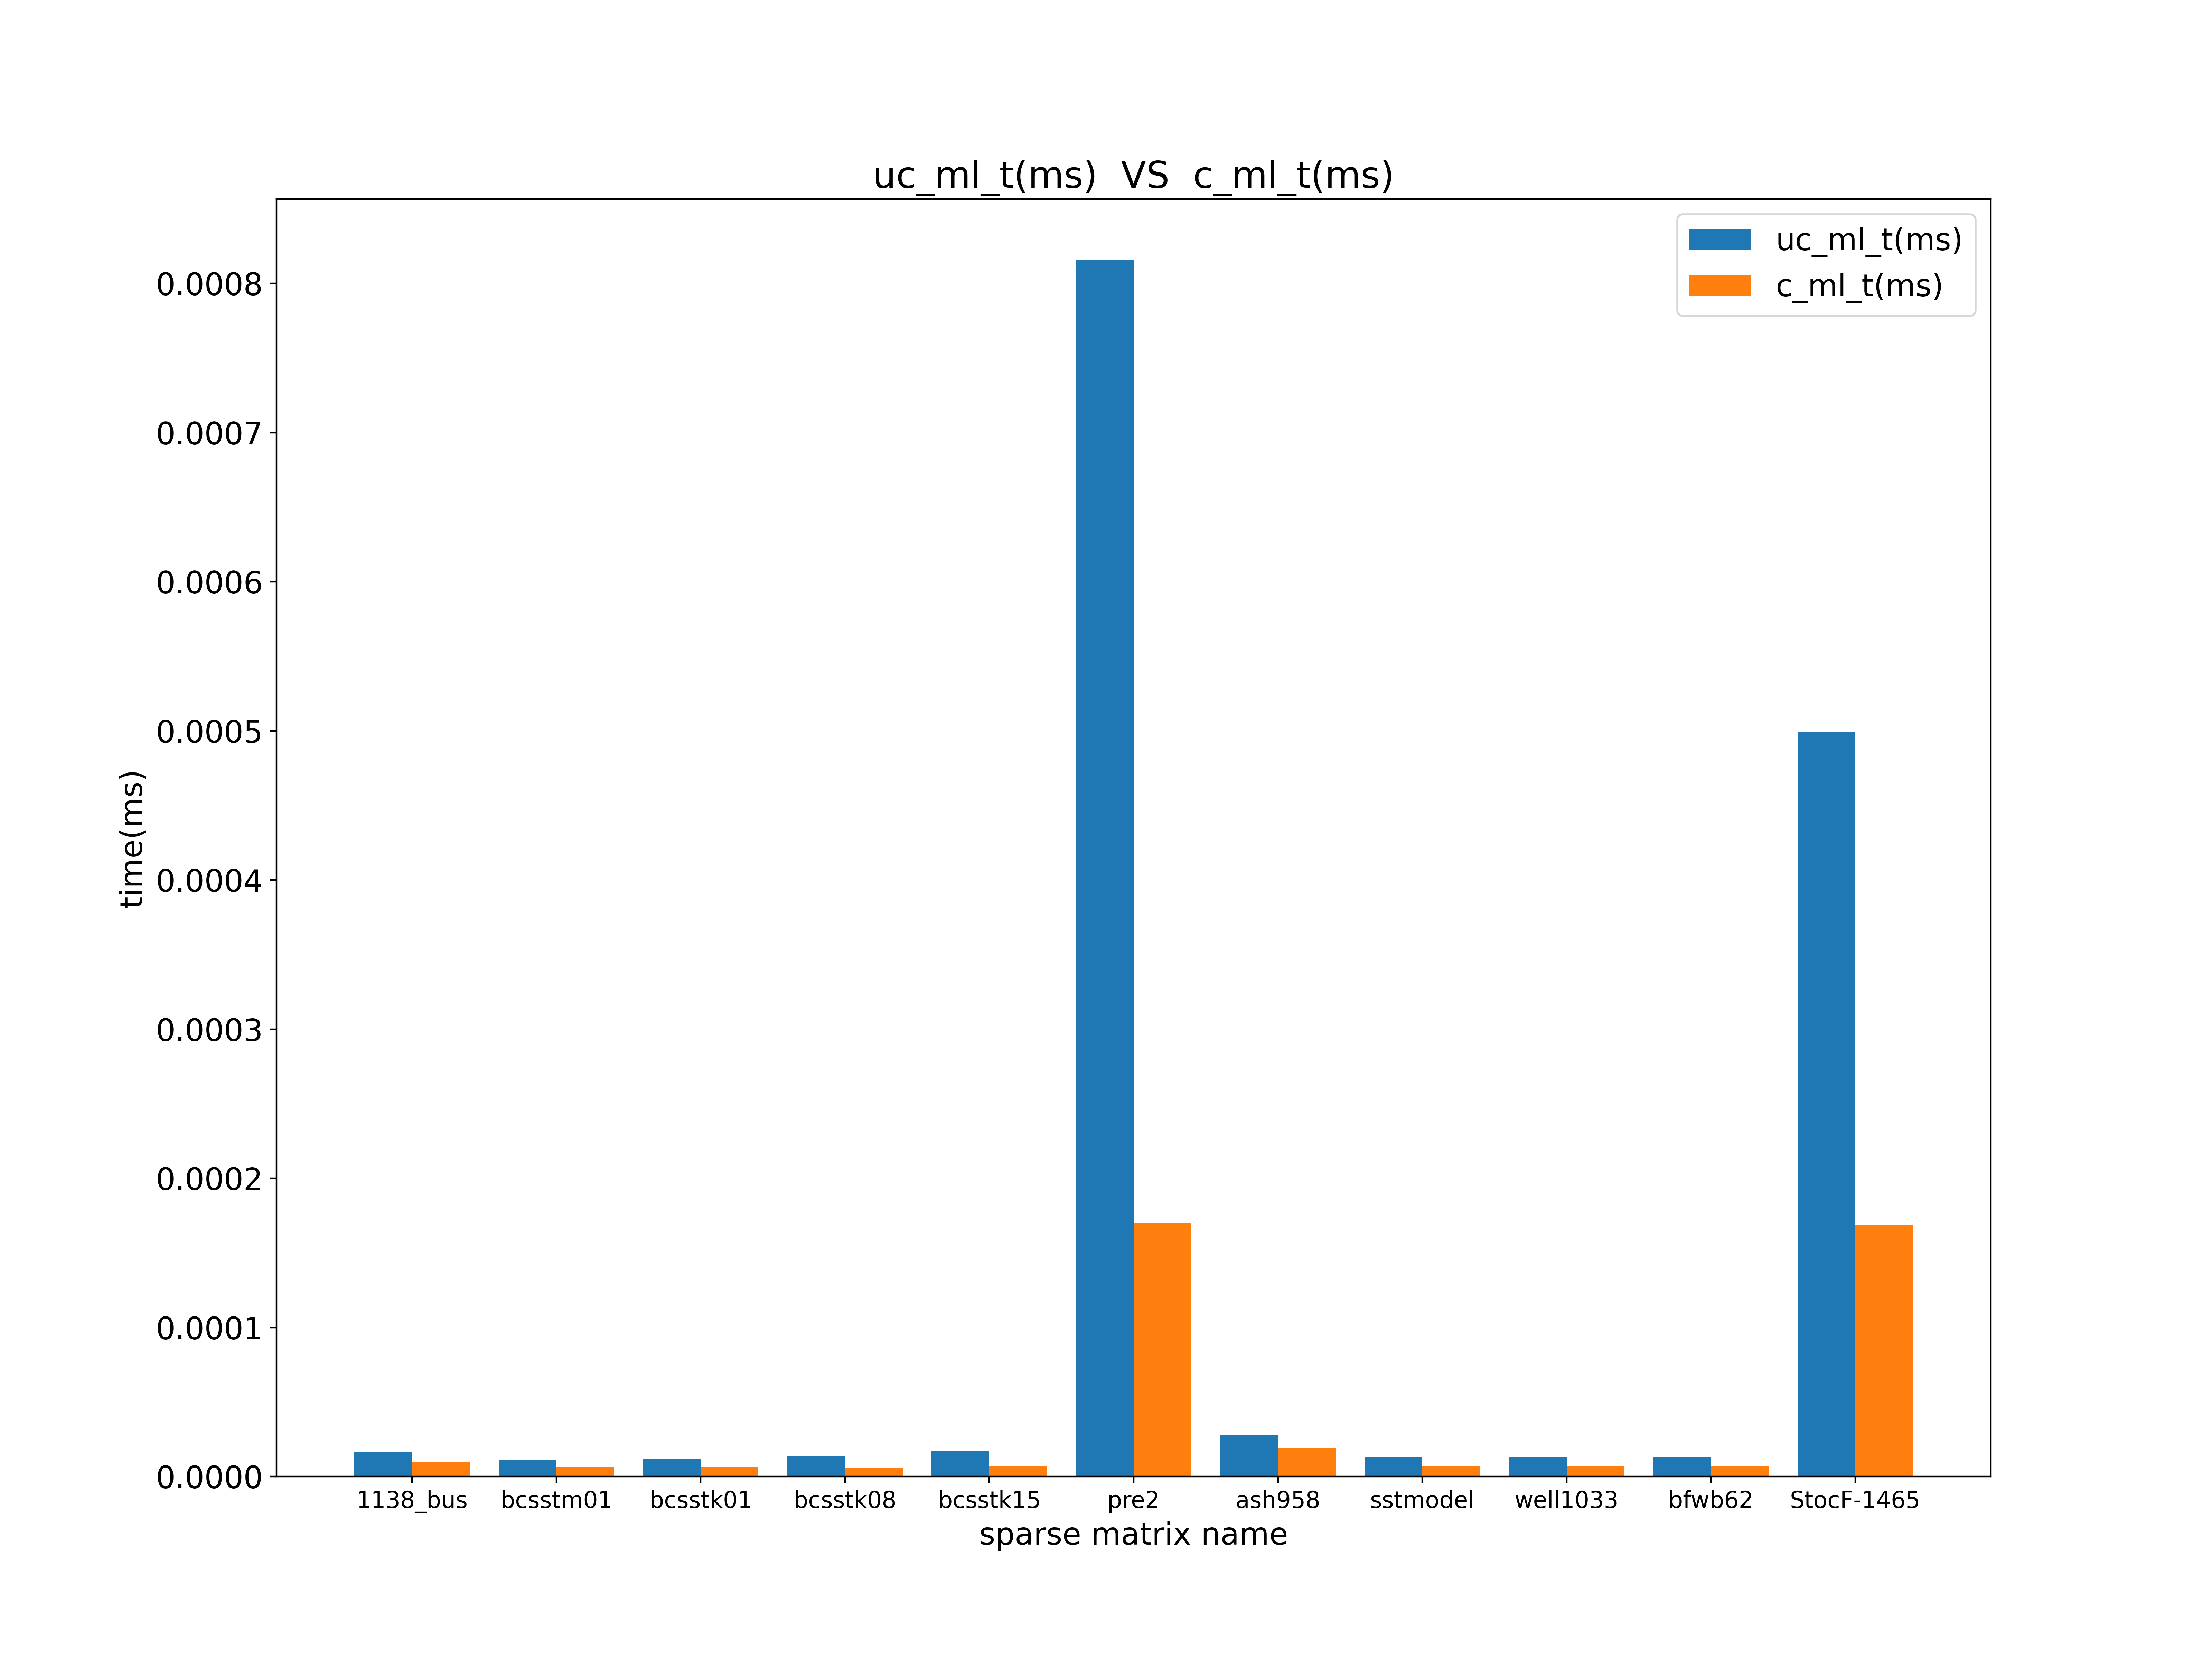 uc_ml_t(ms)  VS  c_ml_t(ms)
uc_ml_t(ms)
c_ml_t(ms)
0.0008
0.0007
0.0006
0.0005
0.0004
0.0003
0.0002
0.0001
0.0000
time(ms)
1138_bus bcsstm01 bcsstk01 bcsstk08 bcsstk15 pre2 ash958 sstmodel well1033 bfwb62 StocF-1465
sparse matrix name